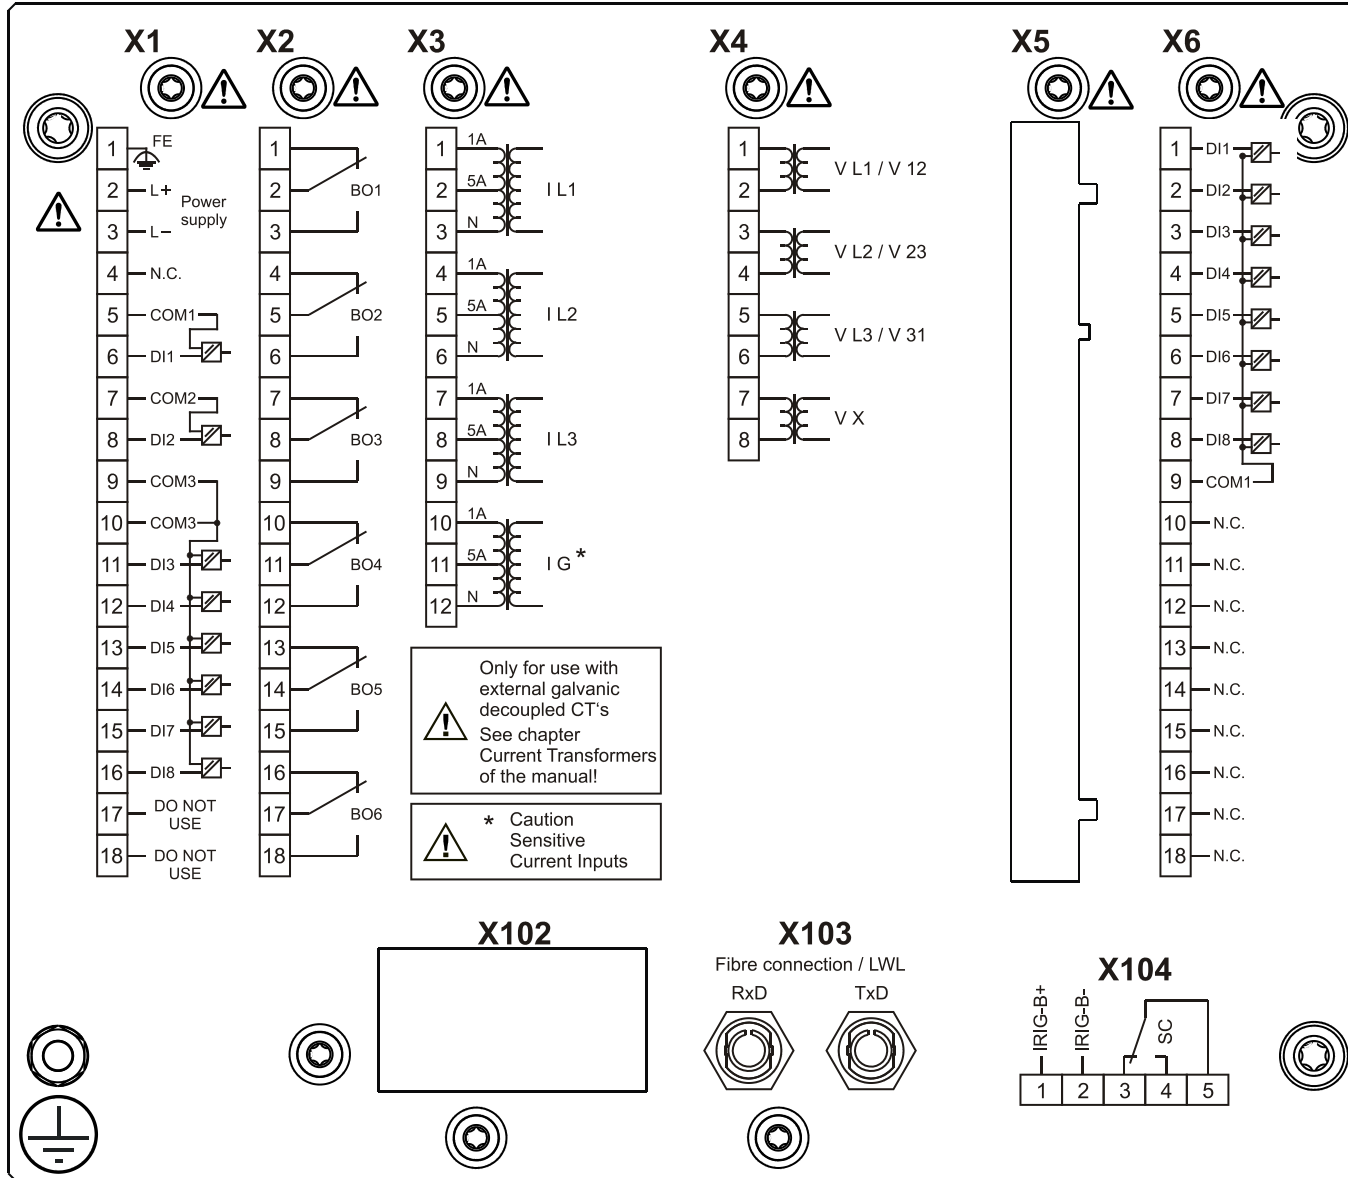 X1
X2
X3
X4
X5
X6
1 FE
2 L+
Power
supply
3 L−
4 N.C.
5 COM1
6 DI1
7 COM2
8 DI2
9 COM3
10 COM3
11 DI3
12 DI4
13 DI5
14 DI6
15 DI7
16 DI8
17 DO NOT
USE
18 DO NOT
USE
1
2 BO1
3
4
5 BO2
6
7
8 BO3
9
10
11 BO4
12
13
14 BO5
15
16
17 BO6
18
1 1A
2 5A I L1
3 N
4 1A
5 5A I L2
6 N
7 1A
8 5A I L3
9 N
10 1A
11 5A I G *
12 N
Only for use with
external galvanic
decoupled CT‘s
See chapter
Current Transformers
of the manual!
* Caution
Sensitive
Current Inputs
1
V L1 / V 12
2
3
V L2 / V 23
4
5
V L3 / V 31
6
7
V X
8
1 DI1
2 DI2
3 DI3
4 DI4
5 DI5
6 DI6
7 DI7
8 DI8
9 COM1
10 N.C.
11 N.C.
12 N.C.
13 N.C.
14 N.C.
15 N.C.
16 N.C.
17 N.C.
18 N.C.
X102
X103
Fibre connection / LWL
RxD TxD
X104
IRIG-B+
IRIG-B-
SC
1 2 3 4 5